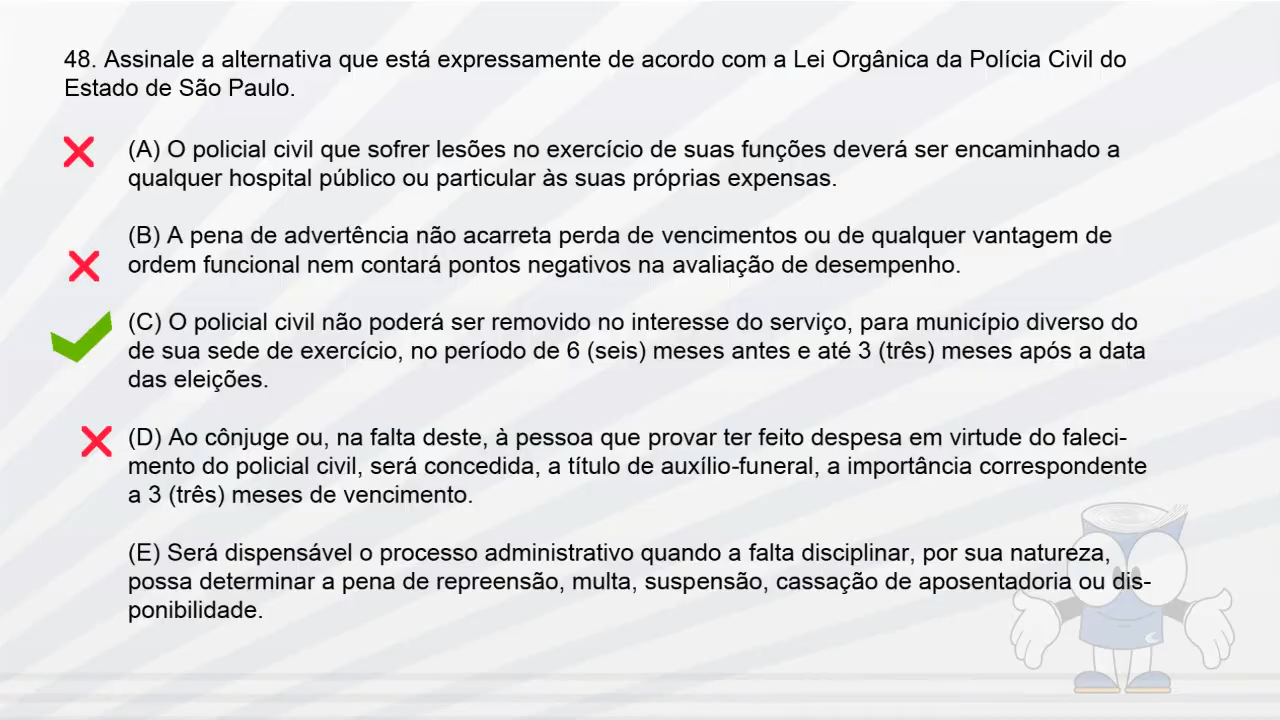 48. Assinale a alternativa que está expressamente de acordo com a Lei Orgânica da Polícia Civil do
Estado de São Paulo.
(A) O policial civil que sofrer lesões no exercício de suas funções deverá ser encaminhado a
qualquer hospital público ou particular às suas próprias expensas.
(B) A pena de advertência não acarreta perda de vencimentos ou de qualquer vantagem de
ordem funcional nem contará pontos negativos na avaliação de desempenho.
(C) O policial civil não poderá ser removido no interesse do serviço, para município diverso do
de sua sede de exercício, no período de 6 (seis) meses antes e até 3 (três) meses após a data
das eleições.
(D) Ao cônjuge ou, na falta deste, à pessoa que provar ter feito despesa em virtude do faleci-
mento do policial civil, será concedida, a título de auxílio-funeral, a importância correspondente
a 3 (três) meses de vencimento.
(E) Será dispensável o processo administrativo quando a falta disciplinar, por sua natureza,
possa determinar a pena de repreensão, multa, suspensão, cassação de aposentadoria ou dis-
ponibilidade.